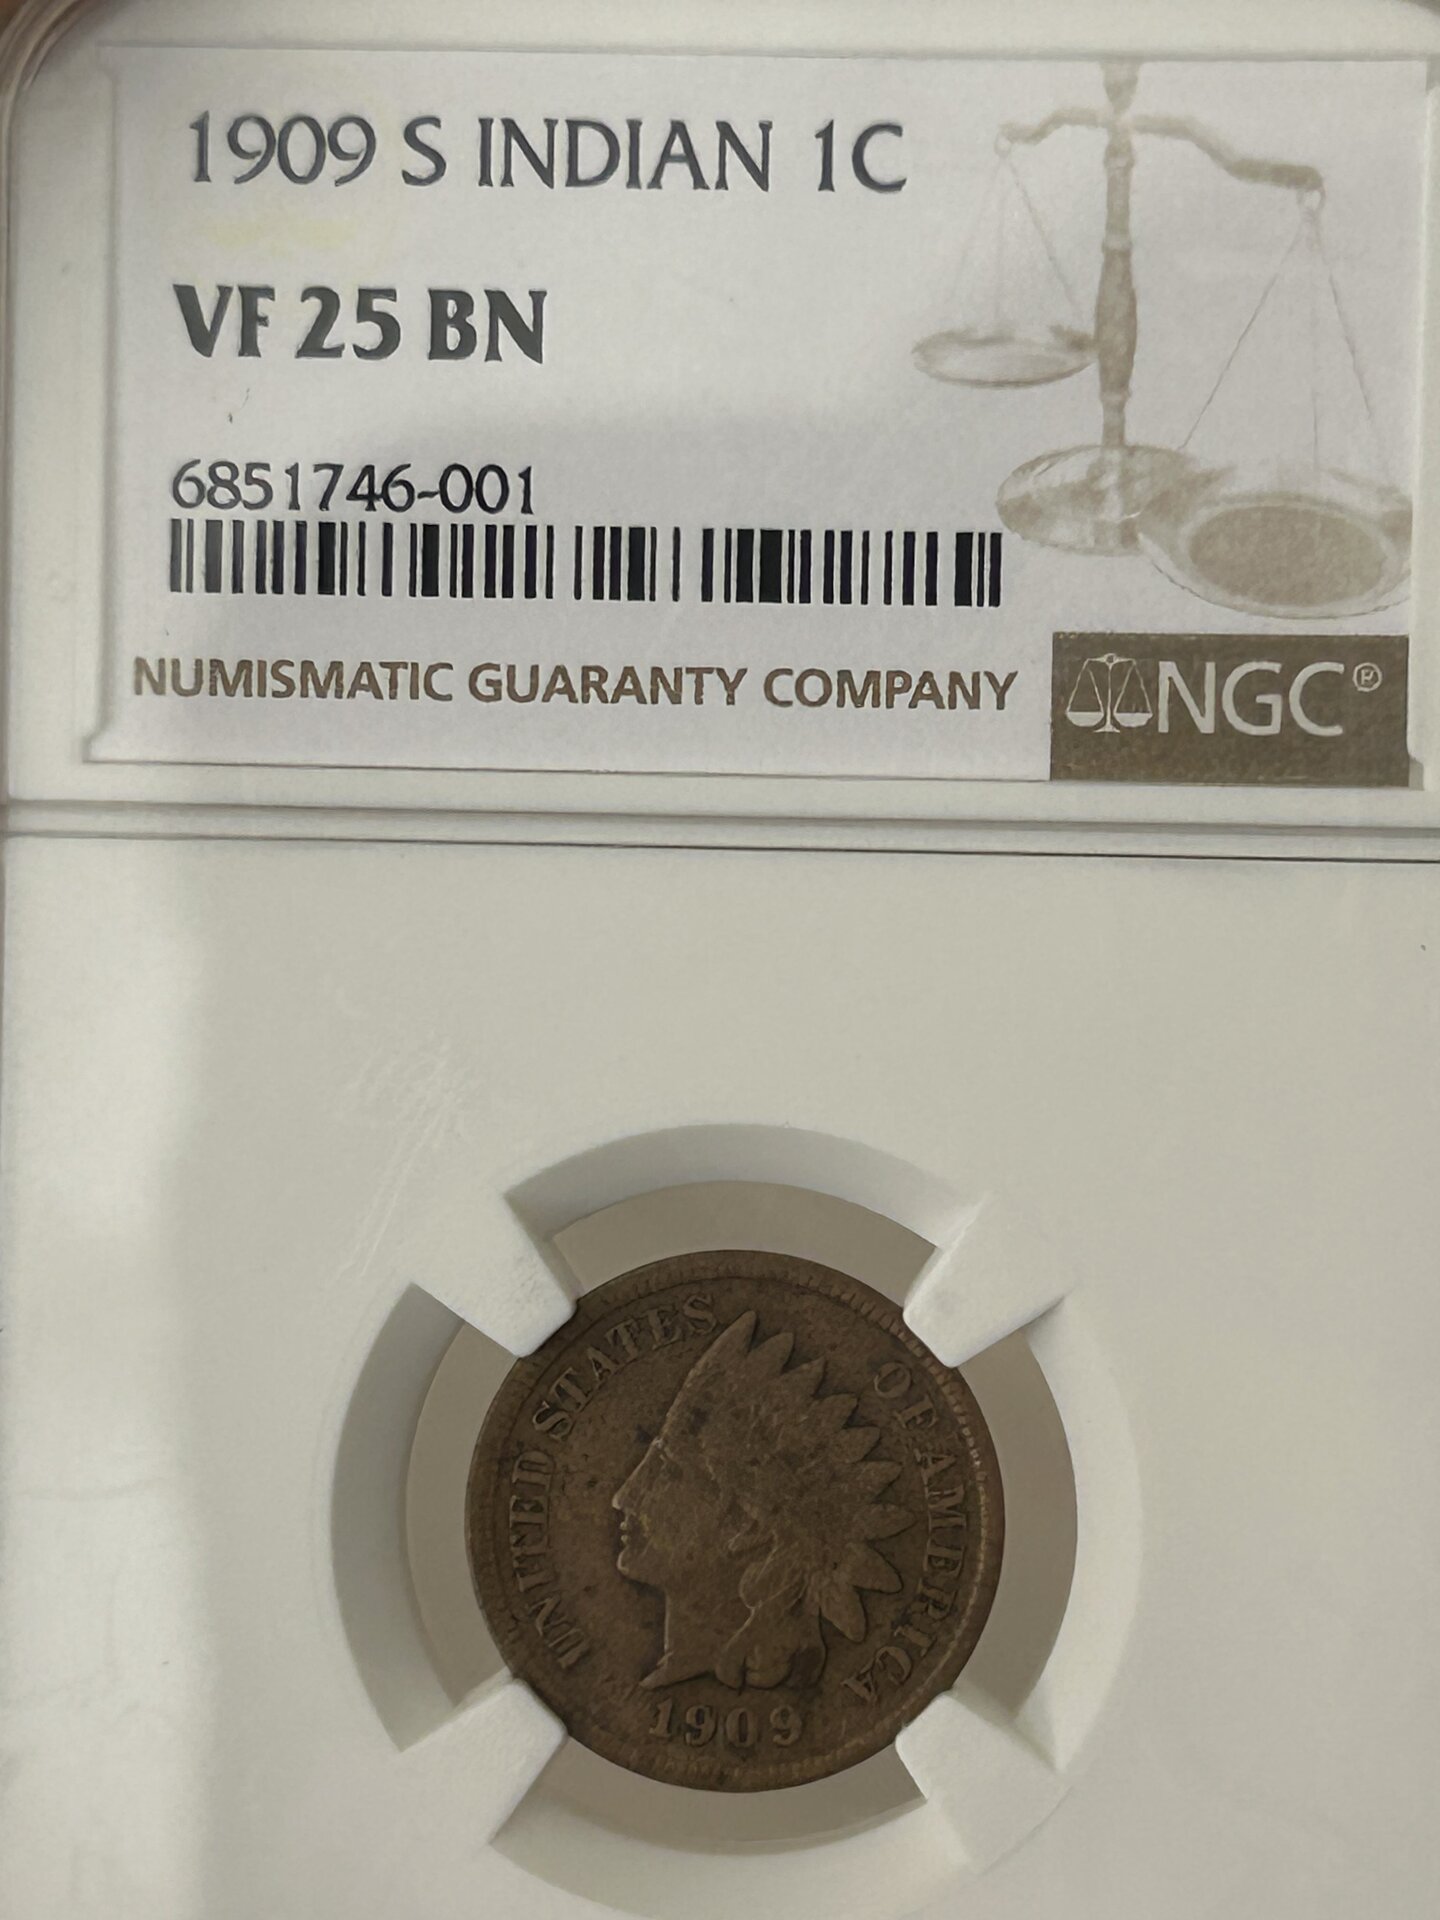 1909 S INDIAN 1C
VF 25 BN
6851746-001
NUMISMATIC GUARANTY COMPANY
NGC®
UNITED STATES OF AMERICA
1909